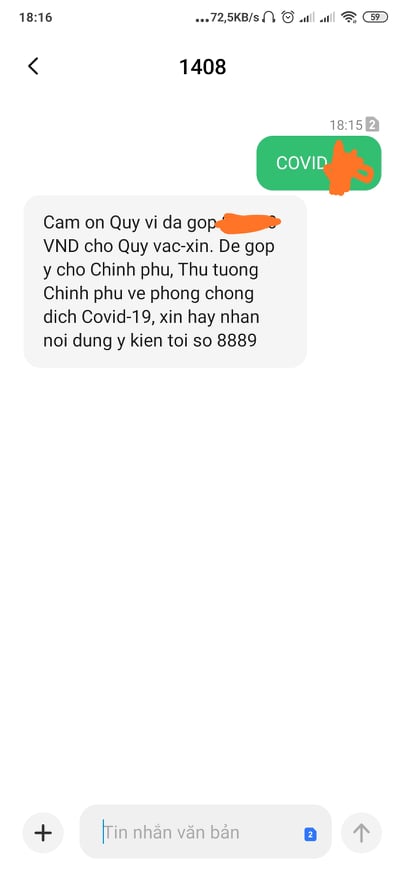 18:16
...72,5KB/s
59
1408
18:15 2
COVID
Cam on Quy vi da gop
VND cho Quy vac-xin. De gop
y cho Chinh phu, Thu tuong
Chinh phu ve phong chong
dich Covid-19, xin hay nhan
noi dung y kien toi so 8889
Tin nhắn văn bản
2